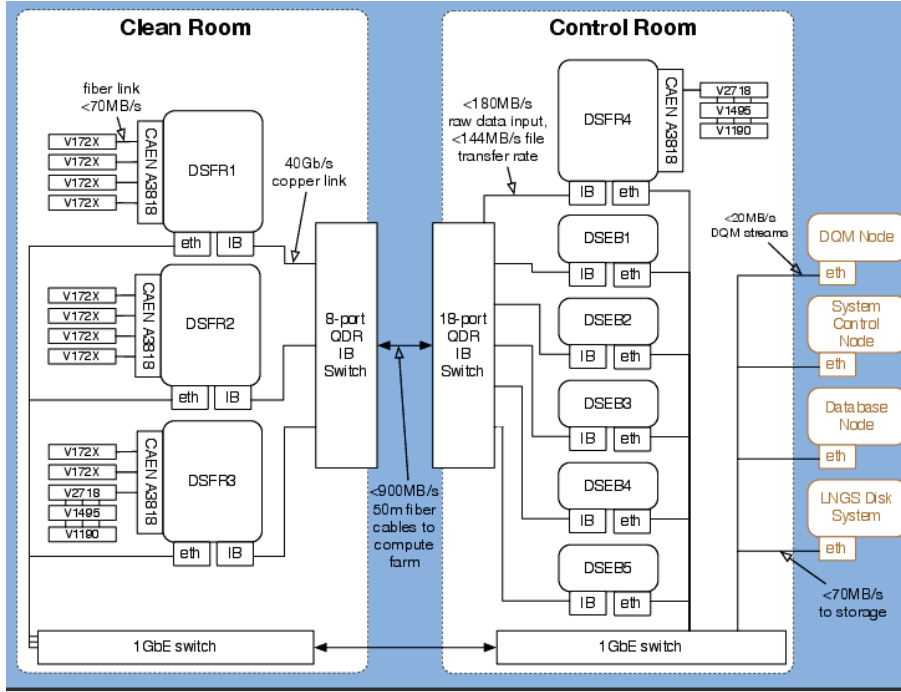 Clean Room
fiber link
<70MB/s
V172X
V172X
V172X
V172X
CAEN A3818
DSFR1
eth
IB
40Gb/s
copper link
V172X
V172X
V172X
V172X
CAEN A3818
DSFR2
eth
IB
V172X
V172X
V2718
V1495
V1190
CAEN A3818
DSFR3
eth
IB
8-port
QDR
IB
Switch
<900MB/s
50m fiber
cables to
compute
farm
1GbE switch
Control Room
<180MB/s
raw data input,
<144MB/s file
transfer rate
DSFR4
CAEN A3818
V2718
V1495
V1190
IB
eth
18-port
QDR
IB
Switch
DSEB1
IB
eth
DSEB2
IB
eth
DSEB3
IB
eth
DSEB4
IB
eth
DSEB5
IB
eth
1GbE switch
<20MB/s
DQM streams
DQM Node
eth
System
Control
Node
eth
Database
Node
eth
LNGS Disk
System
eth
<70MB/s
to storage